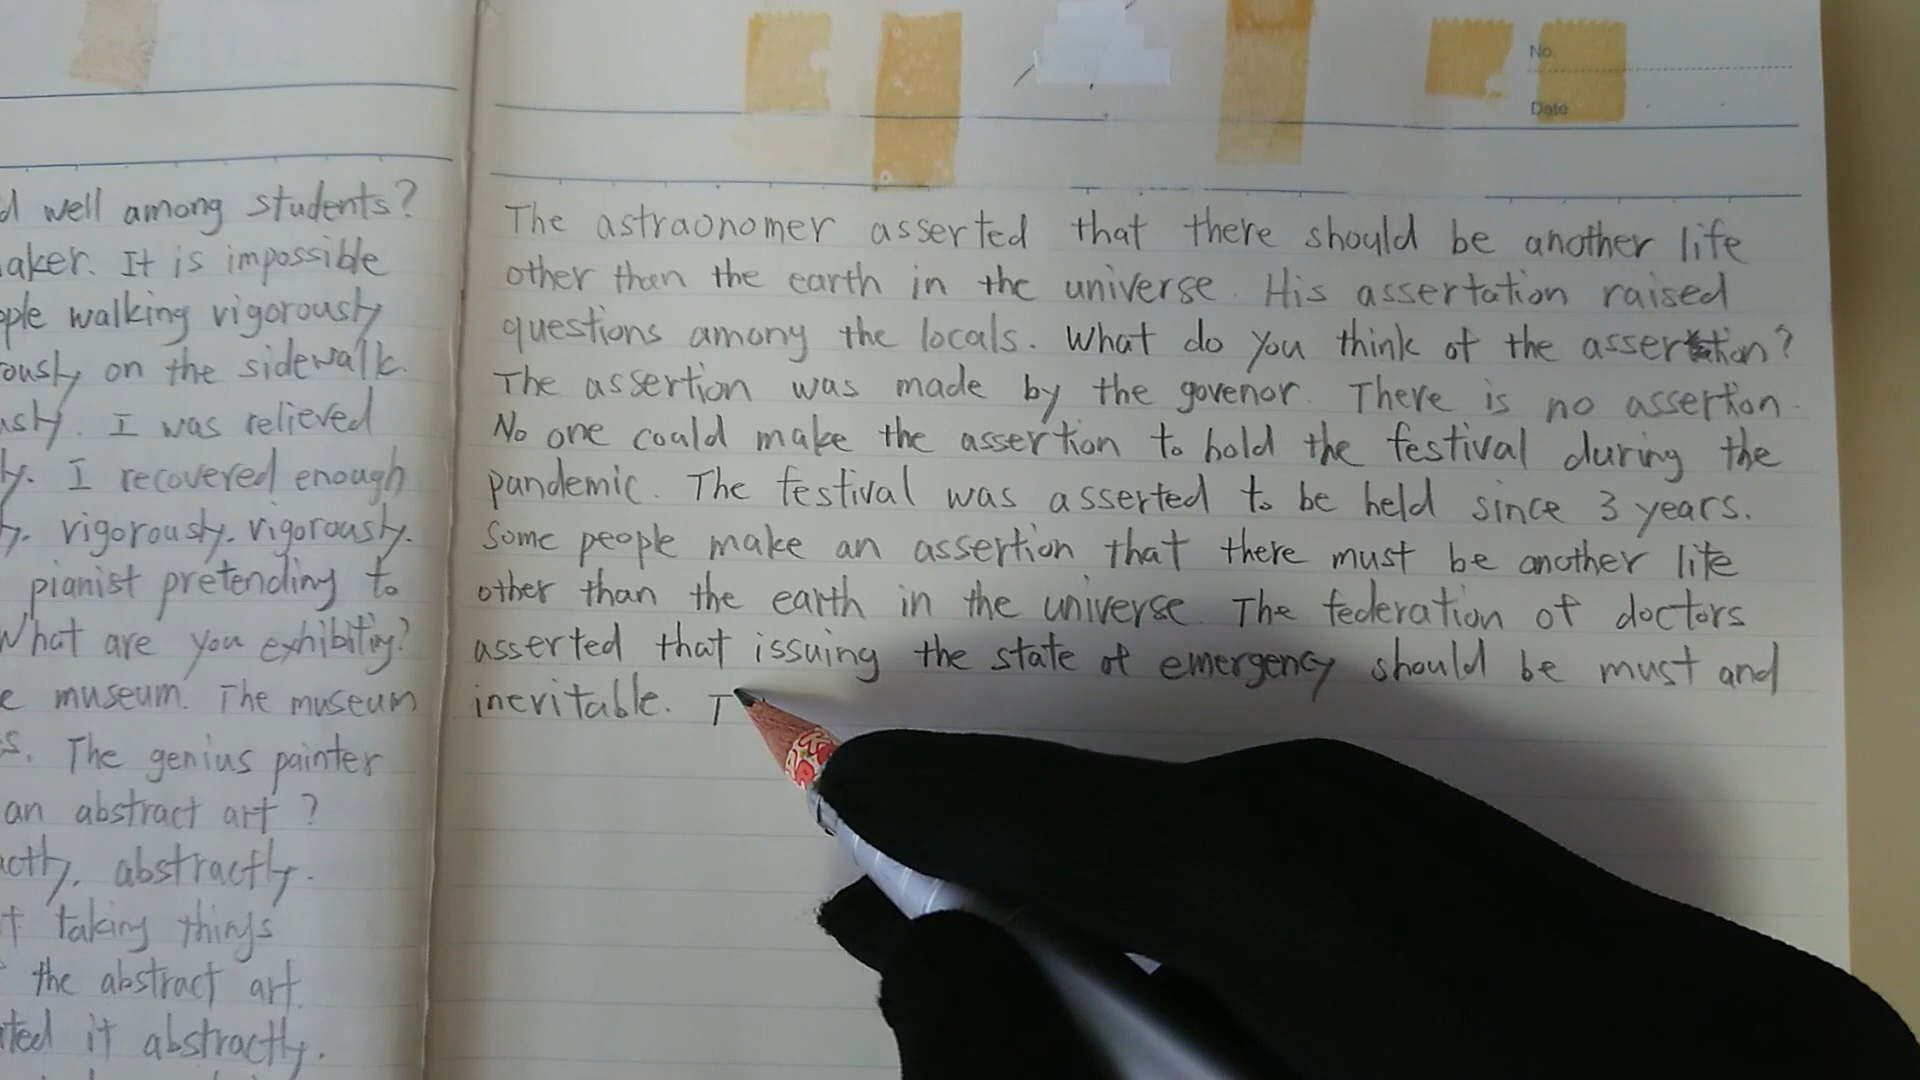 d well among students?
aker. It is impossible
ple walking vigorously
ously on the sidewalk.
usly. I was relieved
ly. I recovered enough
y. vigorously. vigorously.
pianist pretending to
What are you exhibiting?
e museum. The museum
s. The genius painter
an abstract art?
actly, abstractly.
t taking things
the abstract art.
ted it abstractly.
No.
Date
The astraonomer asserted that there should be another life
other than the earth in the universe. His assertation raised
questions among the locals. What do you think of the assertion?
The assertion was made by the govenor. There is no assertion.
No one could make the assertion to hold the festival during the
pandemic. The festival was asserted to be held since 3 years.
Some people make an assertion that there must be another life
other than the earth in the universe. The federation of doctors
asserted that issuing the state of emergency should be must and
inevitable. T